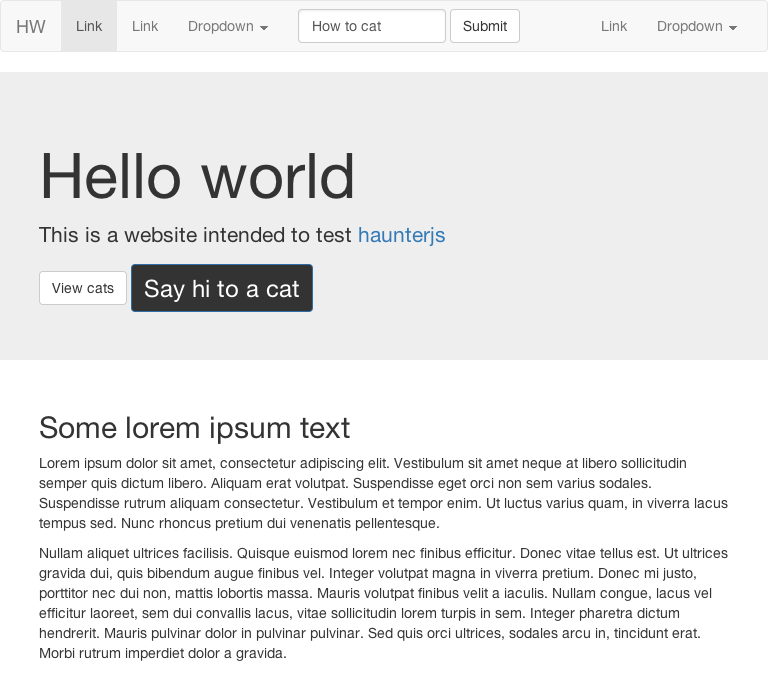 HW Link Link Dropdown How to cat Submit Link Dropdown
Hello world
This is a website intended to test haunterjs
View cats Say hi to a cat
Some lorem ipsum text
Lorem ipsum dolor sit amet, consectetur adipiscing elit. Vestibulum sit amet neque at libero sollicitudin
semper quis dictum libero. Aliquam erat volutpat. Suspendisse eget orci non sem varius sodales.
Suspendisse rutrum aliquam consectetur. Vestibulum et tempor enim. Ut luctus varius quam, in viverra lacus
tempus sed. Nunc rhoncus pretium dui venenatis pellentesque.
Nullam aliquet ultrices facilisis. Quisque euismod lorem nec finibus efficitur. Donec vitae tellus est. Ut ultrices
gravida dui, quis bibendum augue finibus vel. Integer volutpat magna in viverra pretium. Donec mi justo,
porttitor nec dui non, mattis lobortis massa. Mauris volutpat finibus velit a iaculis. Nullam congue, lacus vel
efficitur laoreet, sem dui convallis lacus, vitae sollicitudin lorem turpis in sem. Integer pharetra dictum
hendrerit. Mauris pulvinar dolor in pulvinar pulvinar. Sed quis orci ultrices, sodales arcu in, tincidunt erat.
Morbi rutrum imperdiet dolor a gravida.